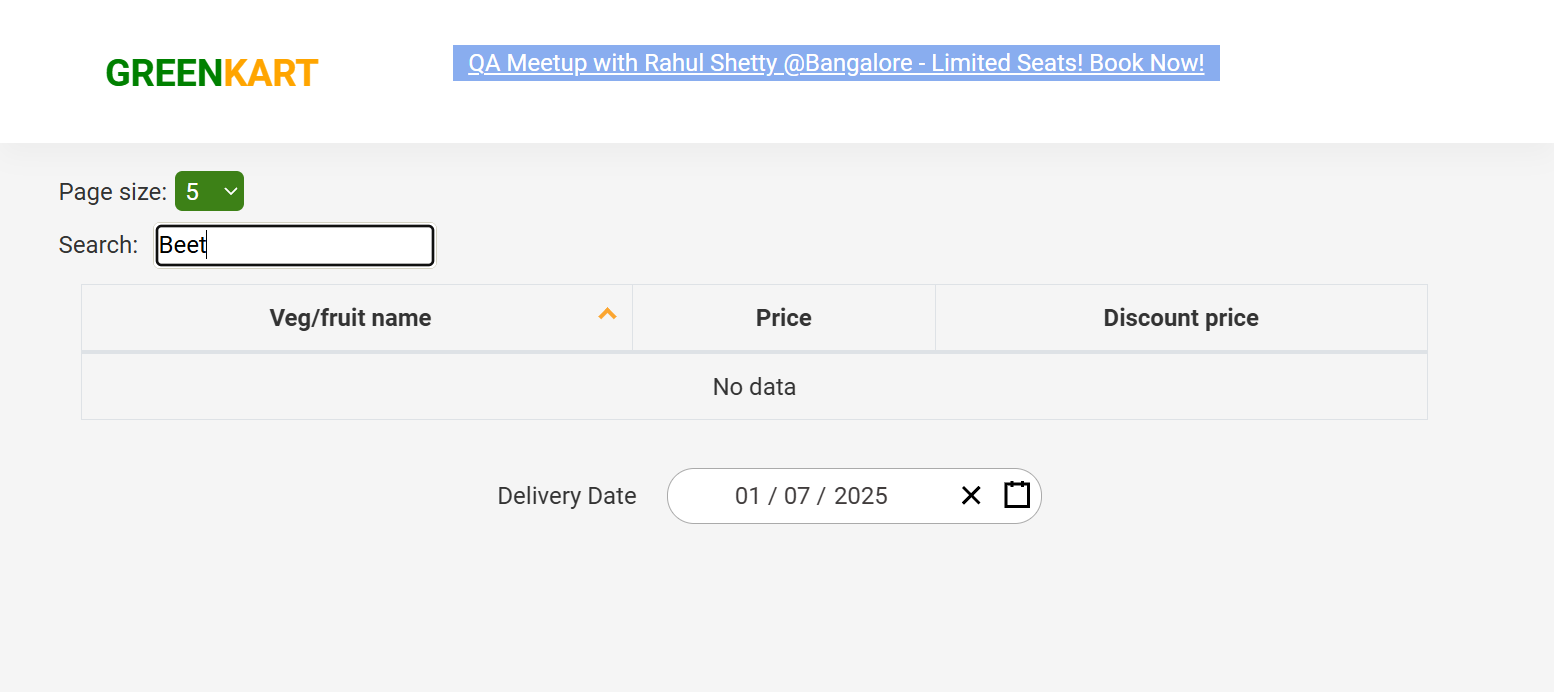 GREENKART
QA Meetup with Rahul Shetty @Bangalore - Limited Seats! Book Now!
Page size: 5
Search: Beet
Veg/fruit name Price Discount price
No data
Delivery Date 01 / 07 / 2025